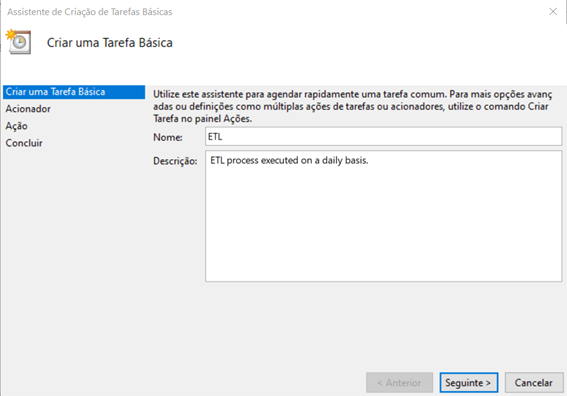 Assistente de Criação de Tarefas Básicas
Criar uma Tarefa Básica
Criar uma Tarefa Básica
Acionador
Ação
Concluir
Utilize este assistente para agendar rapidamente uma tarefa comum. Para mais opções avanç
adas ou definições como múltiplas ações de tarefas ou acionadores, utilize o comando Criar
Tarefa no painel Ações.
Nome: ETL
Descrição: ETL process executed on a daily basis.
< Anterior Seguinte > Cancelar